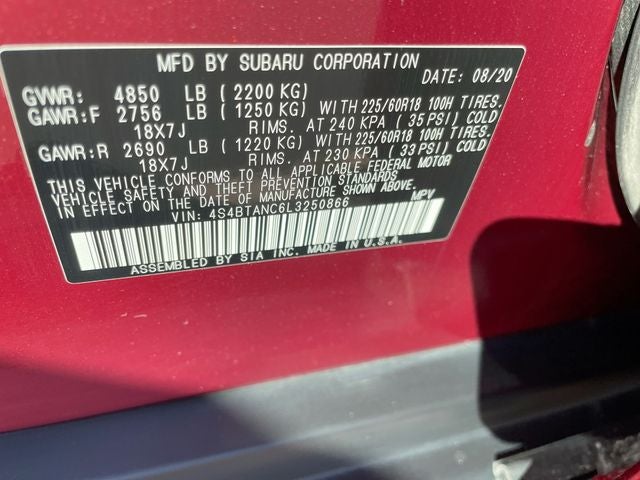 MFD BY SUBARU CORPORATION DATE: 08/20
GVWR: 4850 LB (2200 KG)
GAWR:F 2756 LB (1250 KG) WITH 225/60R18 100H TIRES.
18X7J RIMS. AT 240 KPA (35 PSI) COLD
GAWR:R 2690 LB (1220 KG) WITH 225/60R18 100H TIRES.
18X7J RIMS. AT 230 KPA (33 PSI) COLD
THIS VEHICLE CONFORMS TO ALL APPLICABLE FEDERAL MOTOR
VEHICLE SAFETY AND THEFT PREVENTION STANDARDS IN EFFECT
ON THE DATE OF MANUFACTURE SHOWN ABOVE.
VIN: 4S4BTANC6L3250866 MPV
ASSEMBLED BY SIA INC. MADE IN U.S.A.